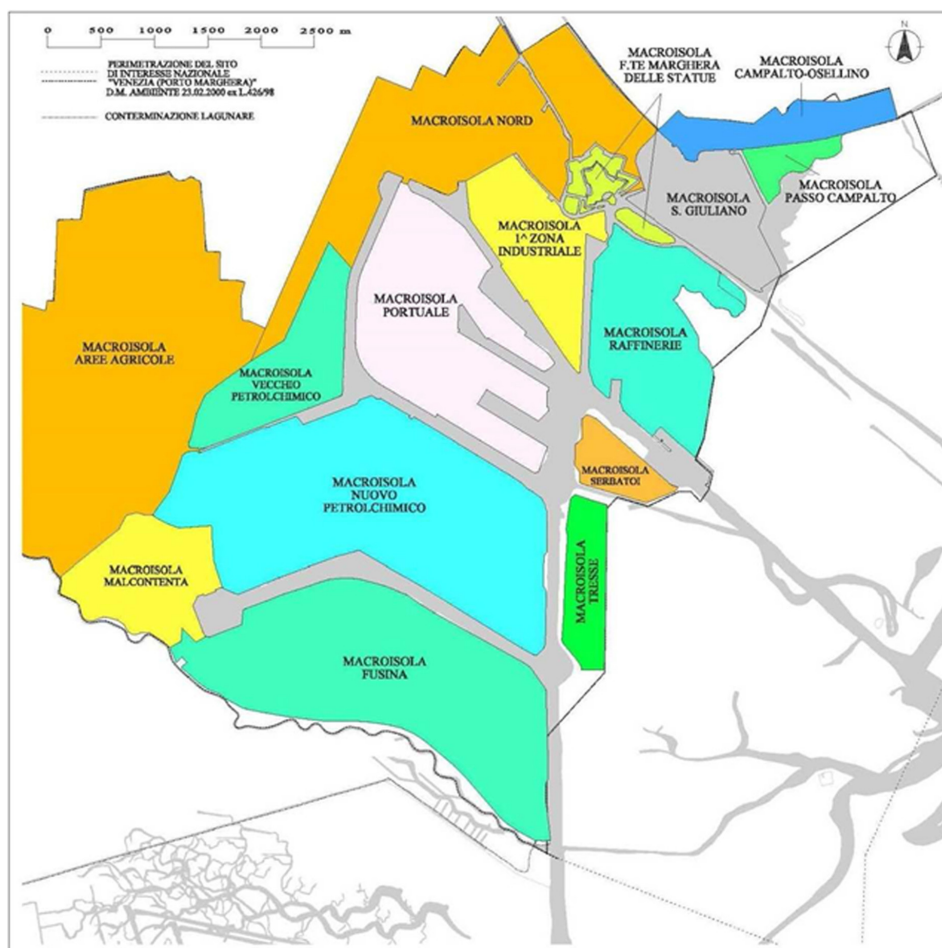 0 500 1000 1500 2000 2500 m
PERIMETRAZIONE DEL SITO
DI INTERESSE NAZIONALE
"VENEZIA (PORTO MARGHERA)"
D.M. AMBIENTE 23.02.2000 ex L.426/98
CONTERMINAZIONE LAGUNARE
N
MACROISOLA
F.TE MARGHERA
DELLE STATUE
MACROISOLA
CAMPALTO-OSELLINO
MACROISOLA NORD
MACROISOLA
PASSO CAMPALTO
MACROISOLA
S. GIULIANO
MACROISOLA
1^ ZONA
INDUSTRIALE
MACROISOLA
PORTUALE
MACROISOLA
RAFFINERIE
MACROISOLA
AREE AGRICOLE
MACROISOLA
VECCHIO
PETROLCHIMICO
MACROISOLA
SERBATOI
MACROISOLA
NUOVO
PETROLCHIMICO
MACROISOLA
TRESSE
MACROISOLA
MALCONTENTA
MACROISOLA
FUSINA